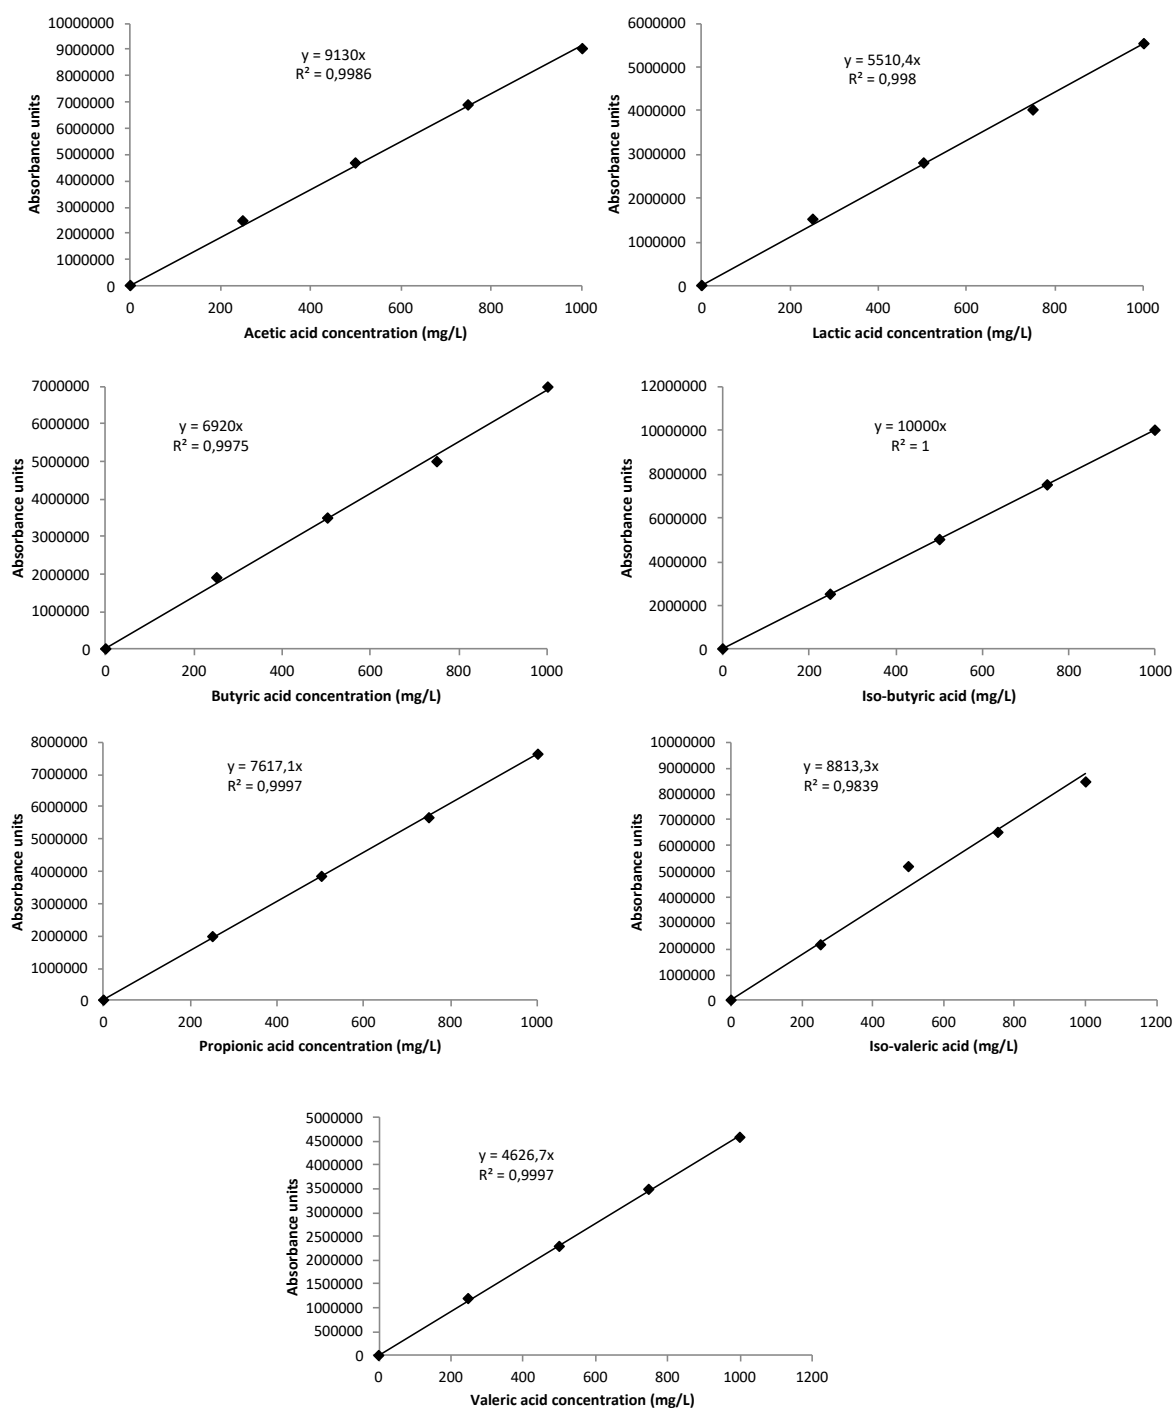 y = 9130x
R² = 0,9986
Absorbance units
10000000
9000000
8000000
7000000
6000000
5000000
4000000
3000000
2000000
1000000
0
0 200 400 600 800 1000
Acetic acid concentration (mg/L)
y = 5510,4x
R² = 0,998
Absorbance units
6000000
5000000
4000000
3000000
2000000
1000000
0
0 200 400 600 800 1000
Lactic acid concentration (mg/L)
y = 6920x
R² = 0,9975
Absorbance units
7000000
6000000
5000000
4000000
3000000
2000000
1000000
0
0 200 400 600 800 1000
Butyric acid concentration (mg/L)
y = 10000x
R² = 1
Absorbance units
12000000
10000000
8000000
6000000
4000000
2000000
0
0 200 400 600 800 1000
Iso-butyric acid (mg/L)
y = 7617,1x
R² = 0,9997
Absorbance units
8000000
7000000
6000000
5000000
4000000
3000000
2000000
1000000
0
0 200 400 600 800 1000
Propionic acid concentration (mg/L)
y = 8813,3x
R² = 0,9839
Absorbance units
10000000
9000000
8000000
7000000
6000000
5000000
4000000
3000000
2000000
1000000
0
0 200 400 600 800 1000 1200
Iso-valeric acid (mg/L)
y = 4626,7x
R² = 0,9997
Absorbance units
5000000
4500000
4000000
3500000
3000000
2500000
2000000
1500000
1000000
500000
0
0 200 400 600 800 1000 1200
Valeric acid concentration (mg/L)